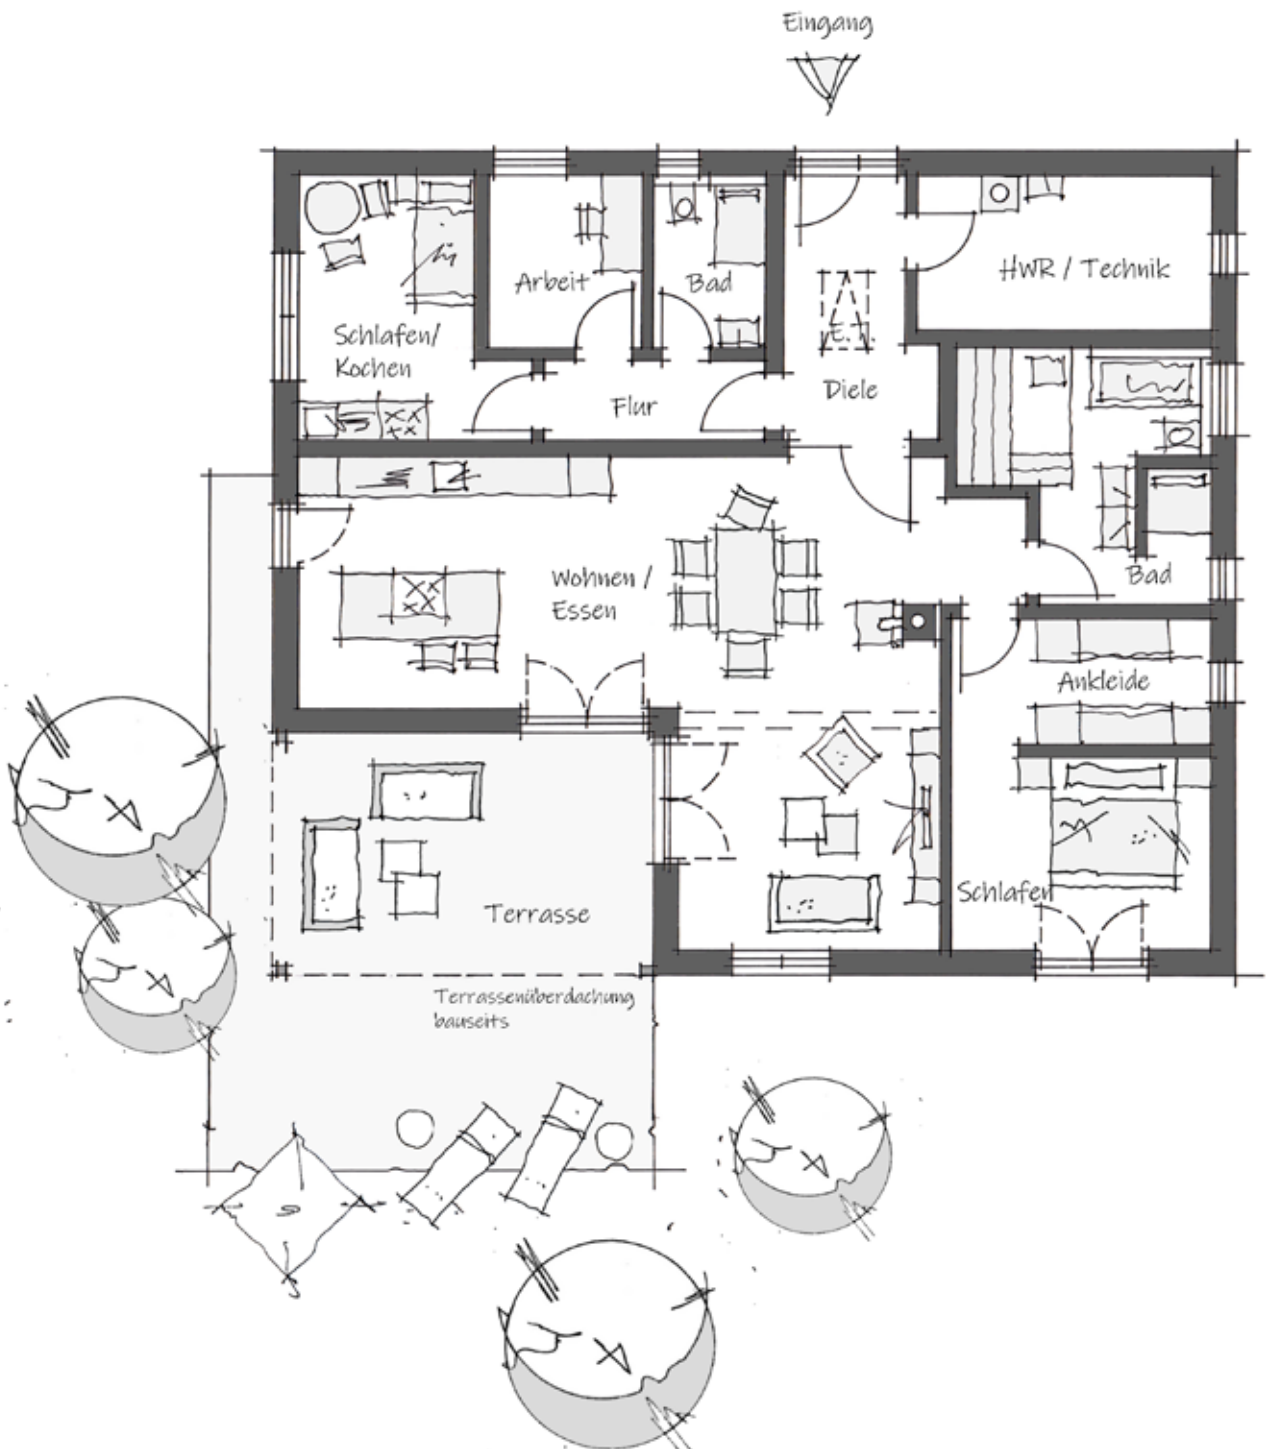 Eingang
Arbeit
Bad
HWR / Technik
Schlafen/
Kochen
E.T.
Diele
Flur
Wohnen /
Essen
Bad
Ankleide
Schlafen
Terrasse
Terrassenüberdachung
bauseits